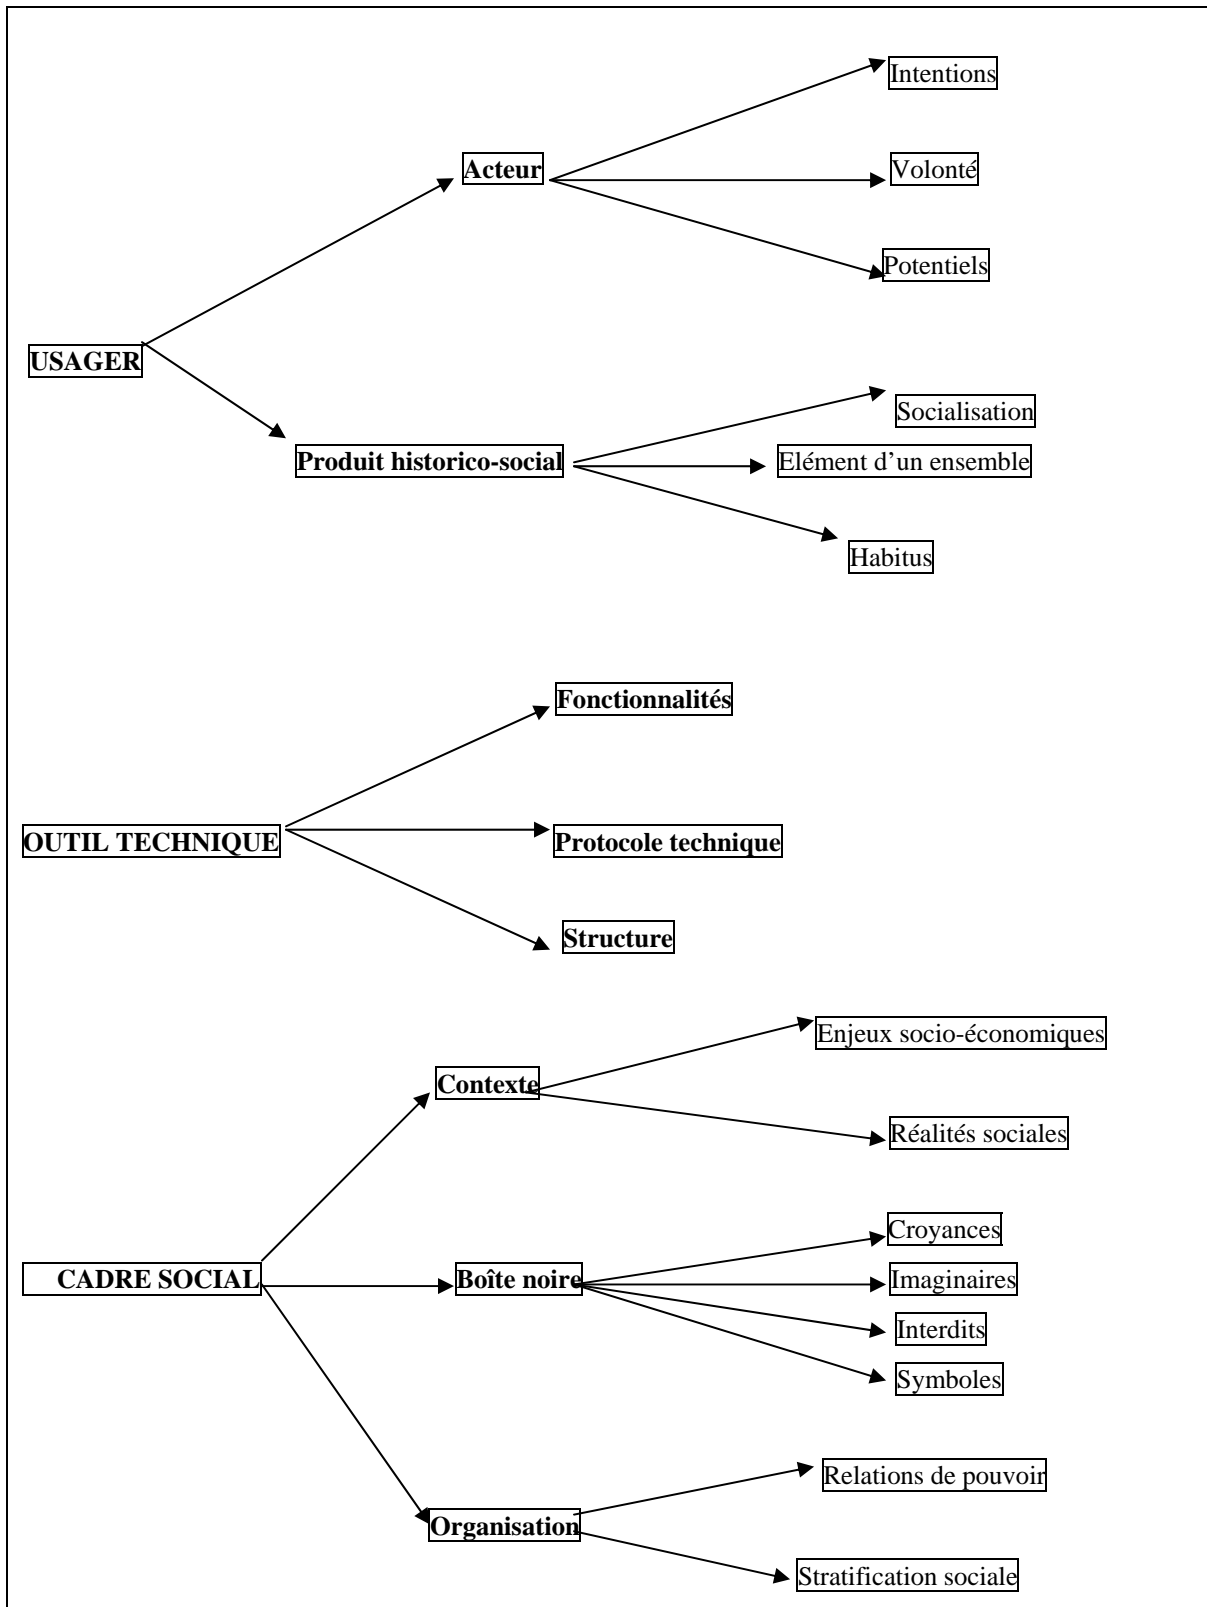 Intentions
Acteur
Volonté
Potentiels
USAGER
Socialisation
Produit historico-social
Elément d’un ensemble
Habitus
Fonctionnalités
OUTIL TECHNIQUE
Protocole technique
Structure
Enjeux socio-économiques
Contexte
Réalités sociales
Croyances
CADRE SOCIAL
Boîte noire
Imaginaires
Interdits
Symboles
Relations de pouvoir
Organisation
Stratification sociale